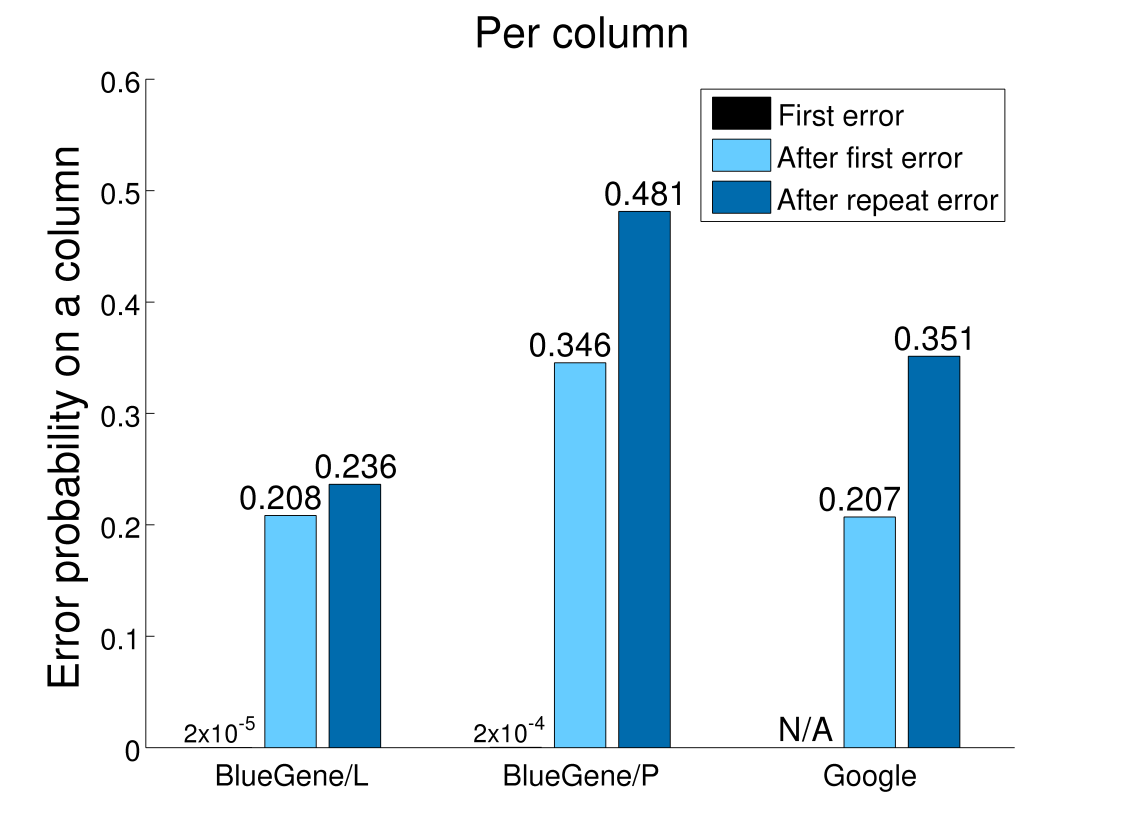 Per column
Error probability on a column
0.6
0.5
0.4
0.3
0.2
0.1
0
First error
After first error
After repeat error
2x10^-5
0.208
0.236
2x10^-4
0.346
0.481
N/A
0.207
0.351
BlueGene/L
BlueGene/P
Google